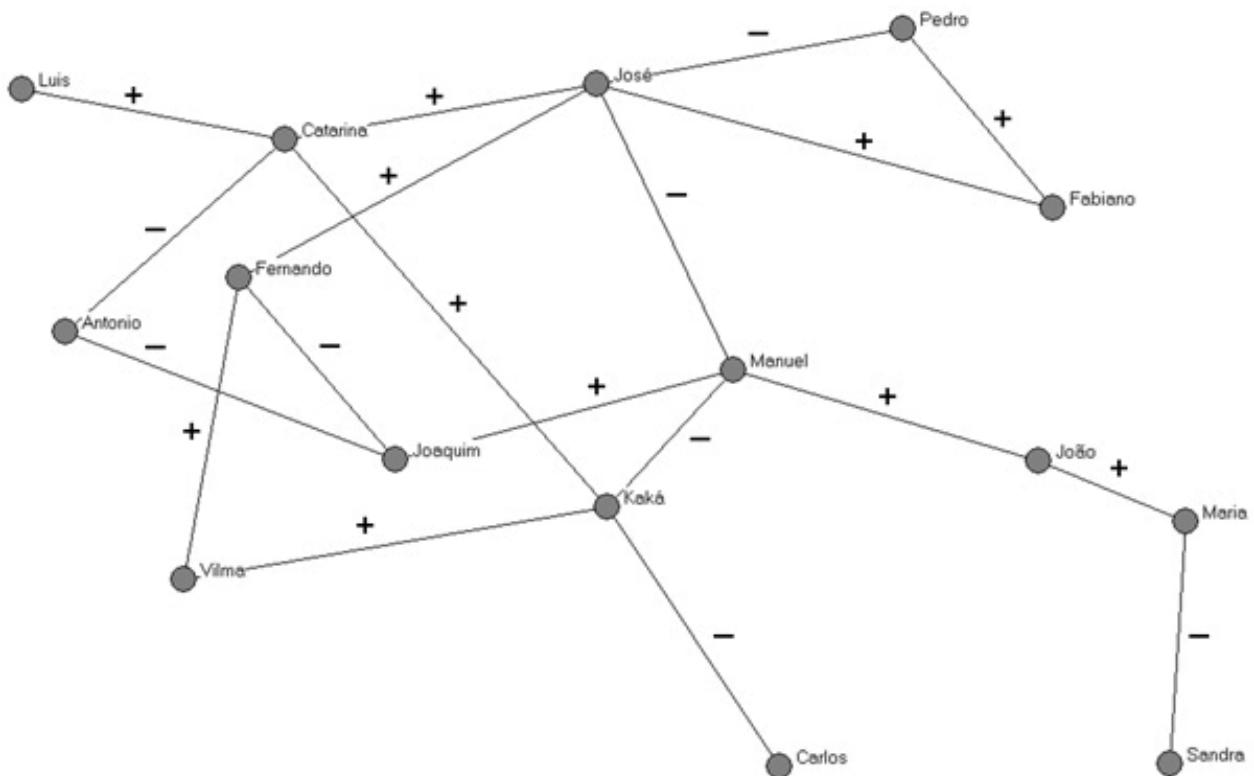 Pedro
−
José
Luis
+
+
Catarina
+
+
+
−
Fabiano
−
Fernando
+
Antonio
−
−
Manuel
+
+
+
−
Joaquim
João
+
Kaká
Maria
+
Vilma
−
−
Carlos
Sandra